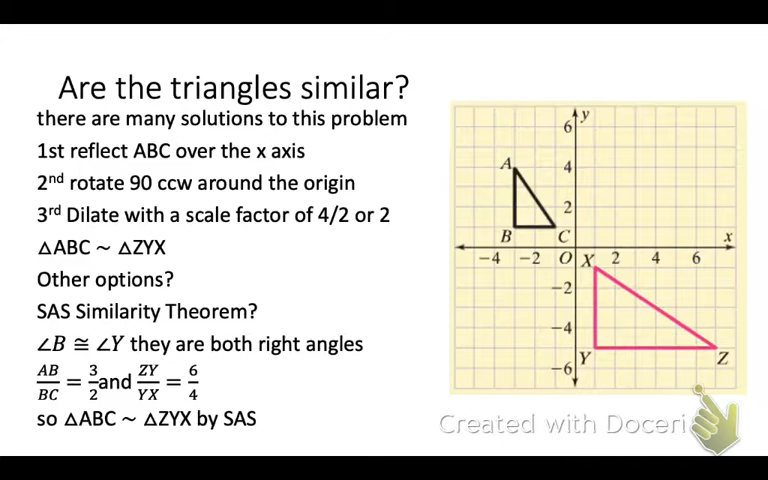 Are the triangles similar?
there are many solutions to this problem
1st reflect ABC over the x axis
2nd rotate 90 ccw around the origin
3rd Dilate with a scale factor of 4/2 or 2
△ABC ~ △ZYX
Other options?
SAS Similarity Theorem?
∠B ≅ ∠Y they are both right angles
AB/BC = 3/2 and ZY/YX = 6/4
so △ABC ~ △ZYX by SAS
y
6
A
4
2
B C x
−4 −2 O X 2 4 6
−2
−4
Y Z
−6
Created with Doceri